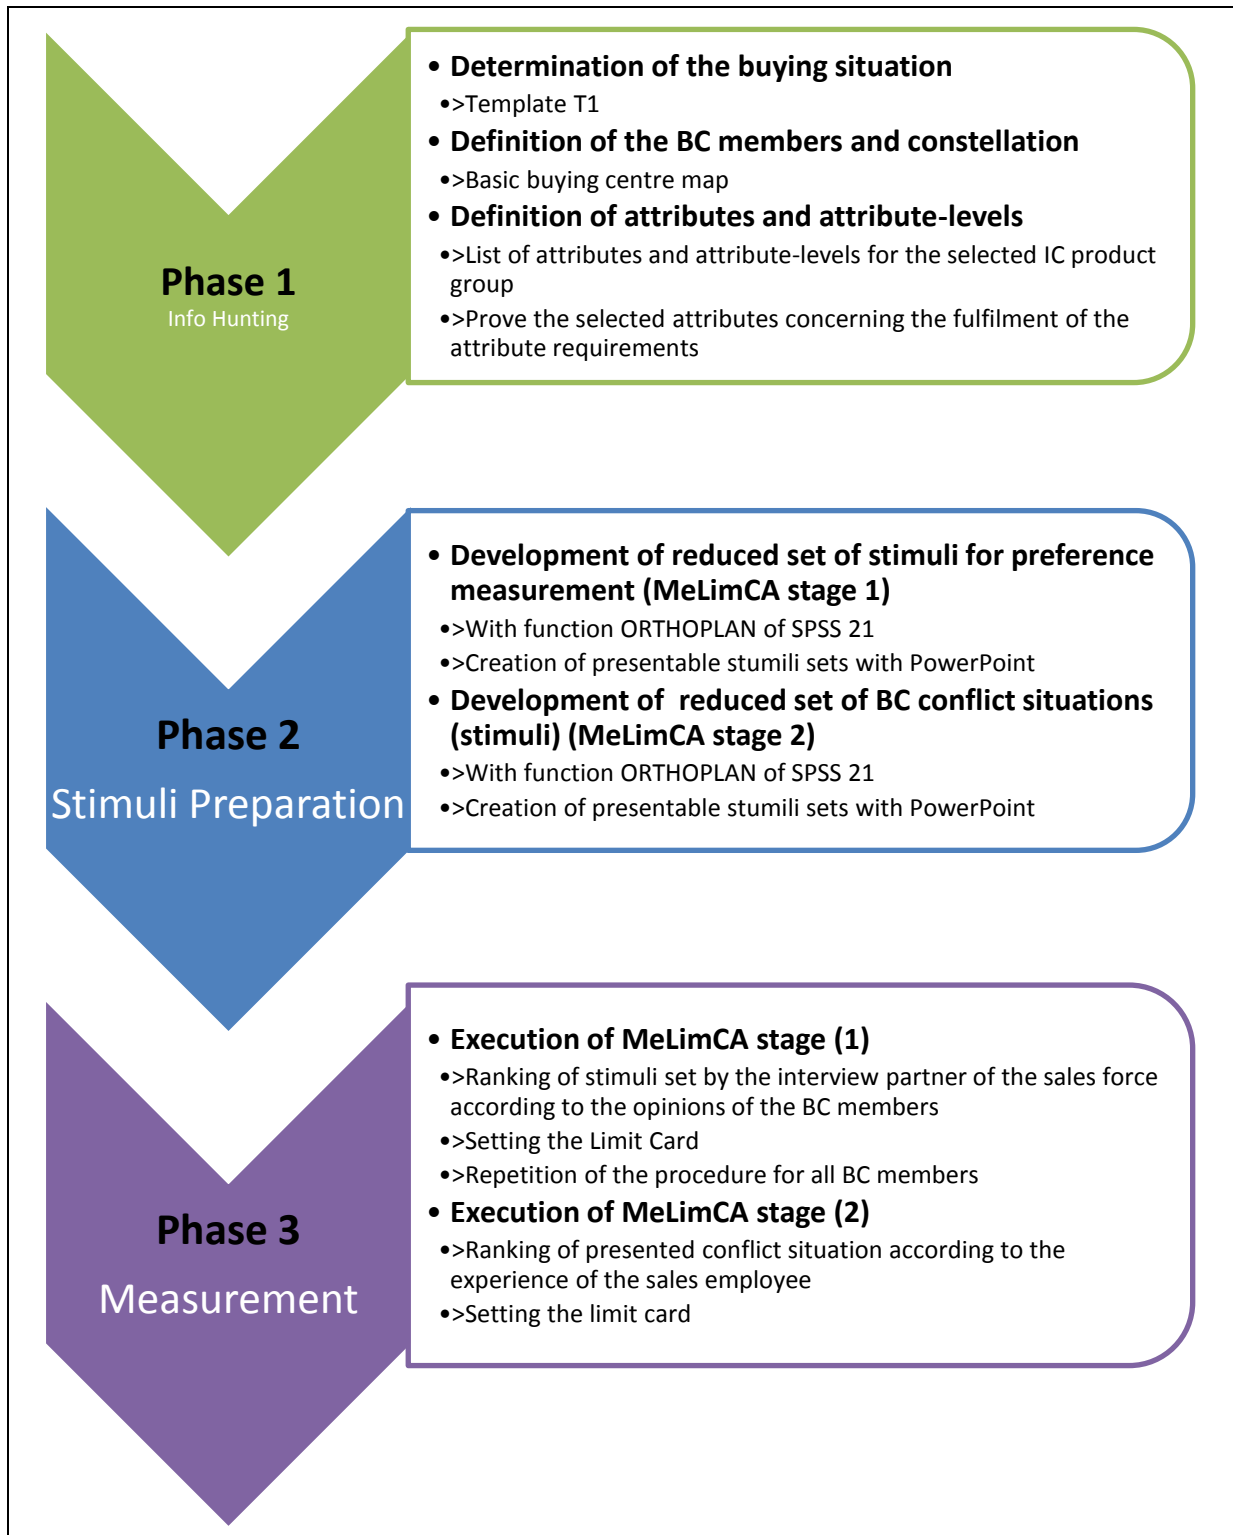 Phase 1
Info Hunting
• Determination of the buying situation
•>Template T1
• Definition of the BC members and constellation
•>Basic buying centre map
• Definition of attributes and attribute-levels
•>List of attributes and attribute-levels for the selected IC product
group
•>Prove the selected attributes concerning the fulfilment of the
attribute requirements
Phase 2
Stimuli Preparation
• Development of reduced set of stimuli for preference
measurement (MeLimCA stage 1)
•>With function ORTHOPLAN of SPSS 21
•>Creation of presentable stumili sets with PowerPoint
• Development of  reduced set of BC conflict situations
(stimuli) (MeLimCA stage 2)
•>With function ORTHOPLAN of SPSS 21
•>Creation of presentable stumili sets with PowerPoint
Phase 3
Measurement
• Execution of MeLimCA stage (1)
•>Ranking of stimuli set by the interview partner of the sales force
according to the opinions of the BC members
•>Setting the Limit Card
•>Repetition of the procedure for all BC members
• Execution of MeLimCA stage (2)
•>Ranking of presented conflict situation according to the
experience of the sales employee
•>Setting the limit card